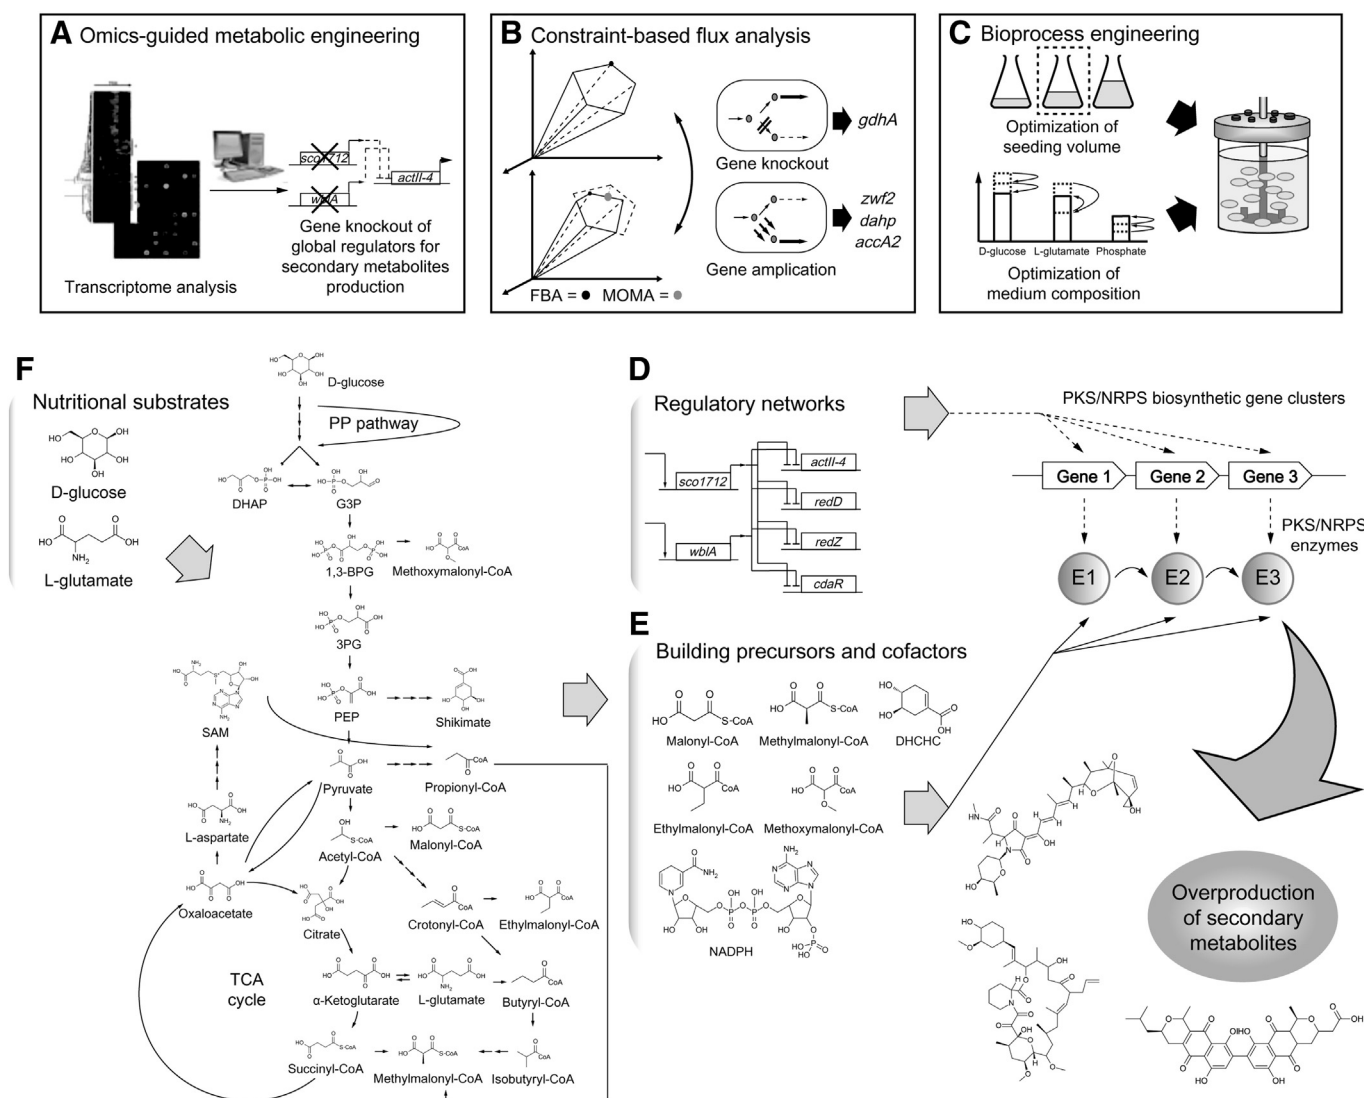 A Omics-guided metabolic engineering
sco1712
wblA
actII-4
Gene knockout of
global regulators for
secondary metabolites
production
Transcriptome analysis
B Constraint-based flux analysis
Gene knockout
gdhA
Gene amplication
zwf2
dahp
accA2
FBA = MOMA =
C Bioprocess engineering
Optimization of
seeding volume
D-glucose L-glutamate Phosphate
Optimization of
medium composition
F
Nutritional substrates
D-glucose
L-glutamate
D-glucose
PP pathway
DHAP
G3P
1,3-BPG
Methoxymalonyl-CoA
3PG
SAM
PEP
Shikimate
Pyruvate
Propionyl-CoA
L-aspartate
Acetyl-CoA
Malonyl-CoA
Oxaloacetate
Citrate
Crotonyl-CoA
Ethylmalonyl-CoA
TCA
cycle
α-Ketoglutarate
L-glutamate
Butyryl-CoA
Succinyl-CoA
Methylmalonyl-CoA
Isobutyryl-CoA
D
Regulatory networks
sco1712
wblA
actII-4
redD
redZ
cdaR
PKS/NRPS biosynthetic gene clusters
Gene 1 Gene 2 Gene 3
PKS/NRPS
enzymes
E1 E2 E3
E
Building precursors and cofactors
Malonyl-CoA
Methylmalonyl-CoA
DHCHC
Ethylmalonyl-CoA
Methoxymalonyl-CoA
NADPH
Overproduction
of secondary
metabolites